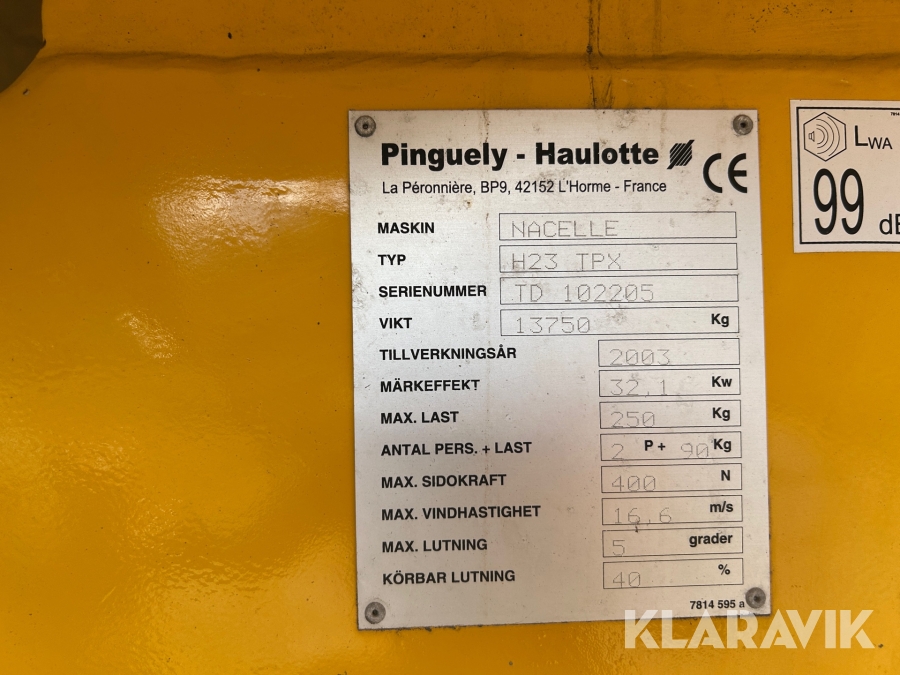 Pinguely - Haulotte
CE
La Péronnière, BP9, 42152 L'Horme - France
MASKIN NACELLE
TYP H23 TPX
SERIENUMMER TD 102205
VIKT 13750 Kg
TILLVERKNINGSÅR 2003
MÄRKEFFEKT 32,1 Kw
MAX. LAST 250 Kg
ANTAL PERS. + LAST 2 P+ 90 Kg
MAX. SIDOKRAFT 400 N
MAX. VINDHASTIGHET 16,6 m/s
MAX. LUTNING 5 grader
KÖRBAR LUTNING 40 %
7814 595 a
LWA
99 dB
KLARAVIK